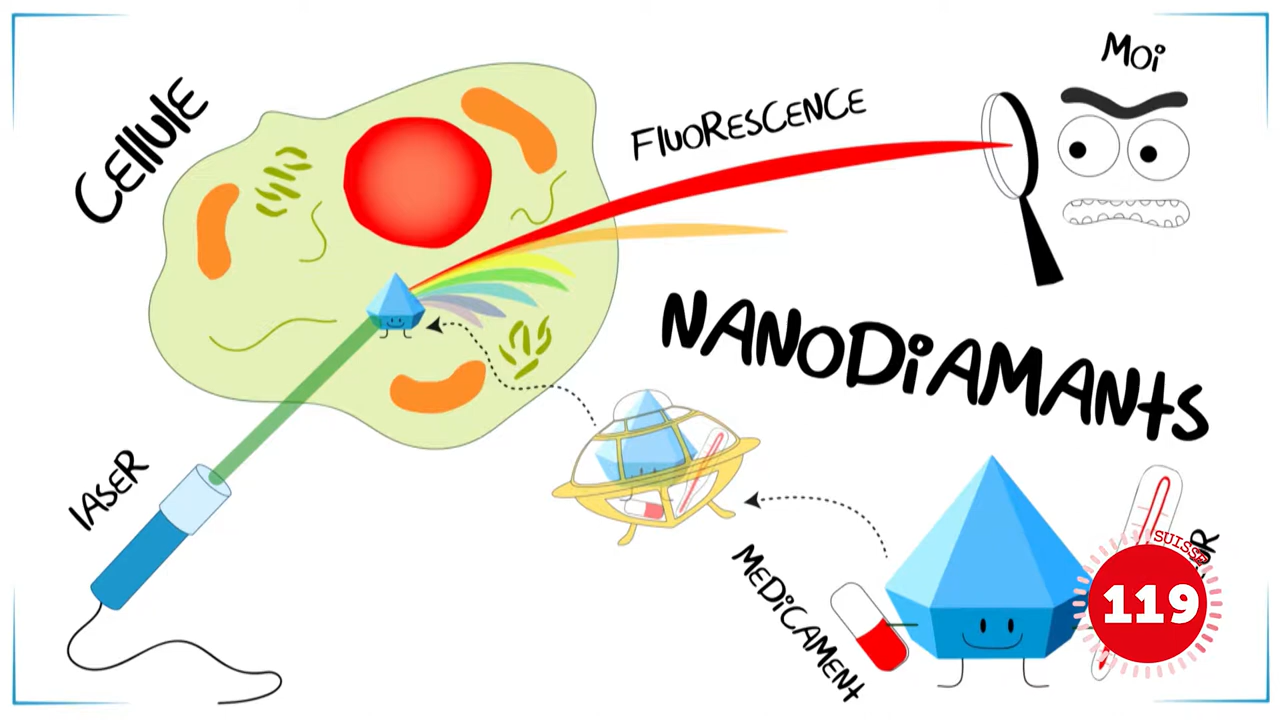 CELLULE
FLUORESCENCE
MOI
NANODIAMANTS
LASER
MEDICAMENT
SUISSE
119